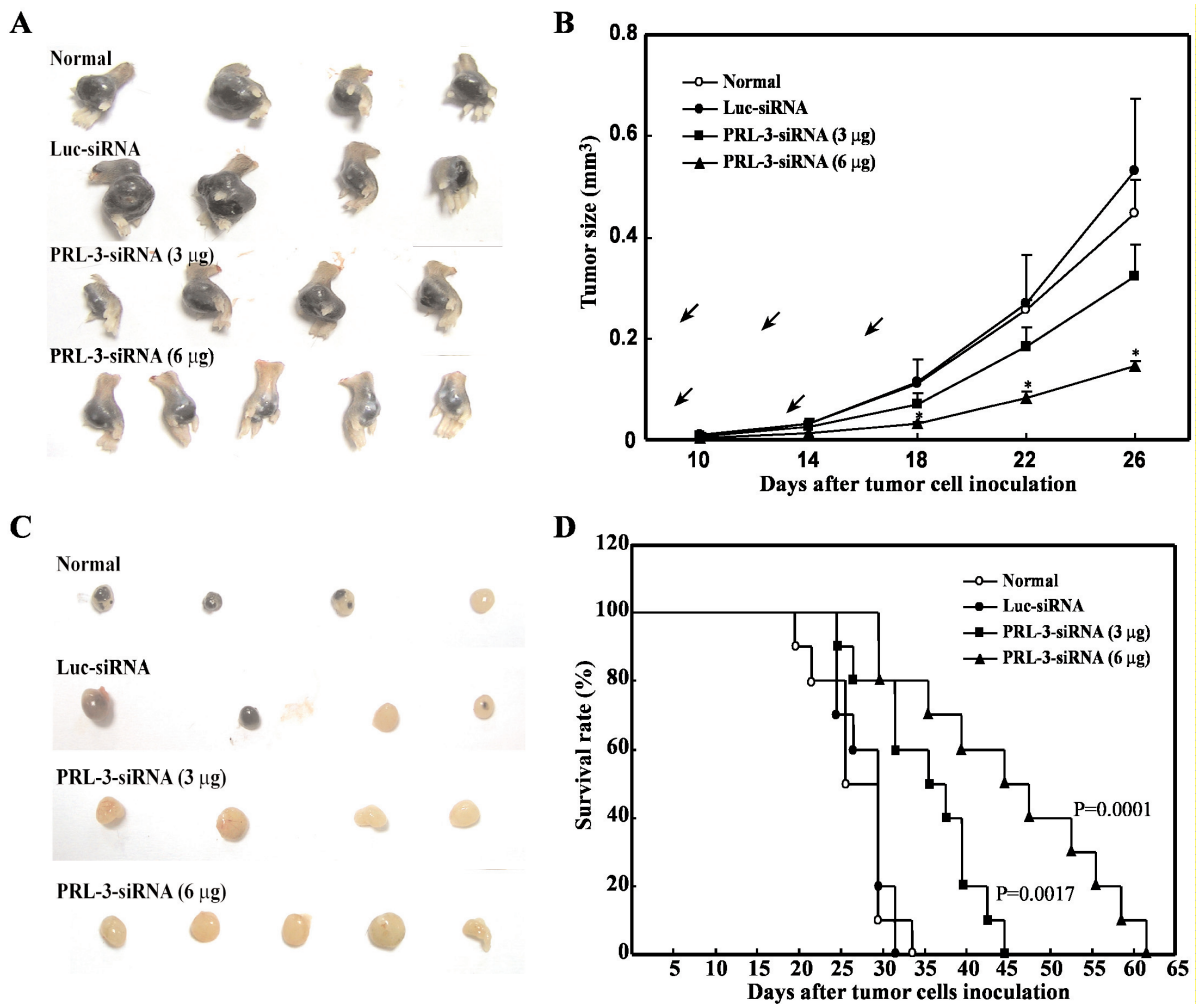 A
Normal
Luc-siRNA
PRL-3-siRNA (3 μg)
PRL-3-siRNA (6 μg)
B
0.8
0.6
0.4
0.2
0
Tumor size (mm³)
Normal
Luc-siRNA
PRL-3-siRNA (3 μg)
PRL-3-siRNA (6 μg)
*
*
*
10 14 18 22 26
Days after tumor cell inoculation
C
Normal
Luc-siRNA
PRL-3-siRNA (3 μg)
PRL-3-siRNA (6 μg)
D
120
100
80
60
40
20
0
Survival rate (%)
Normal
Luc-siRNA
PRL-3-siRNA (3 μg)
PRL-3-siRNA (6 μg)
P=0.0001
P=0.0017
5 10 15 20 25 30 35 40 45 50 55 60 65
Days after tumor cells inoculation